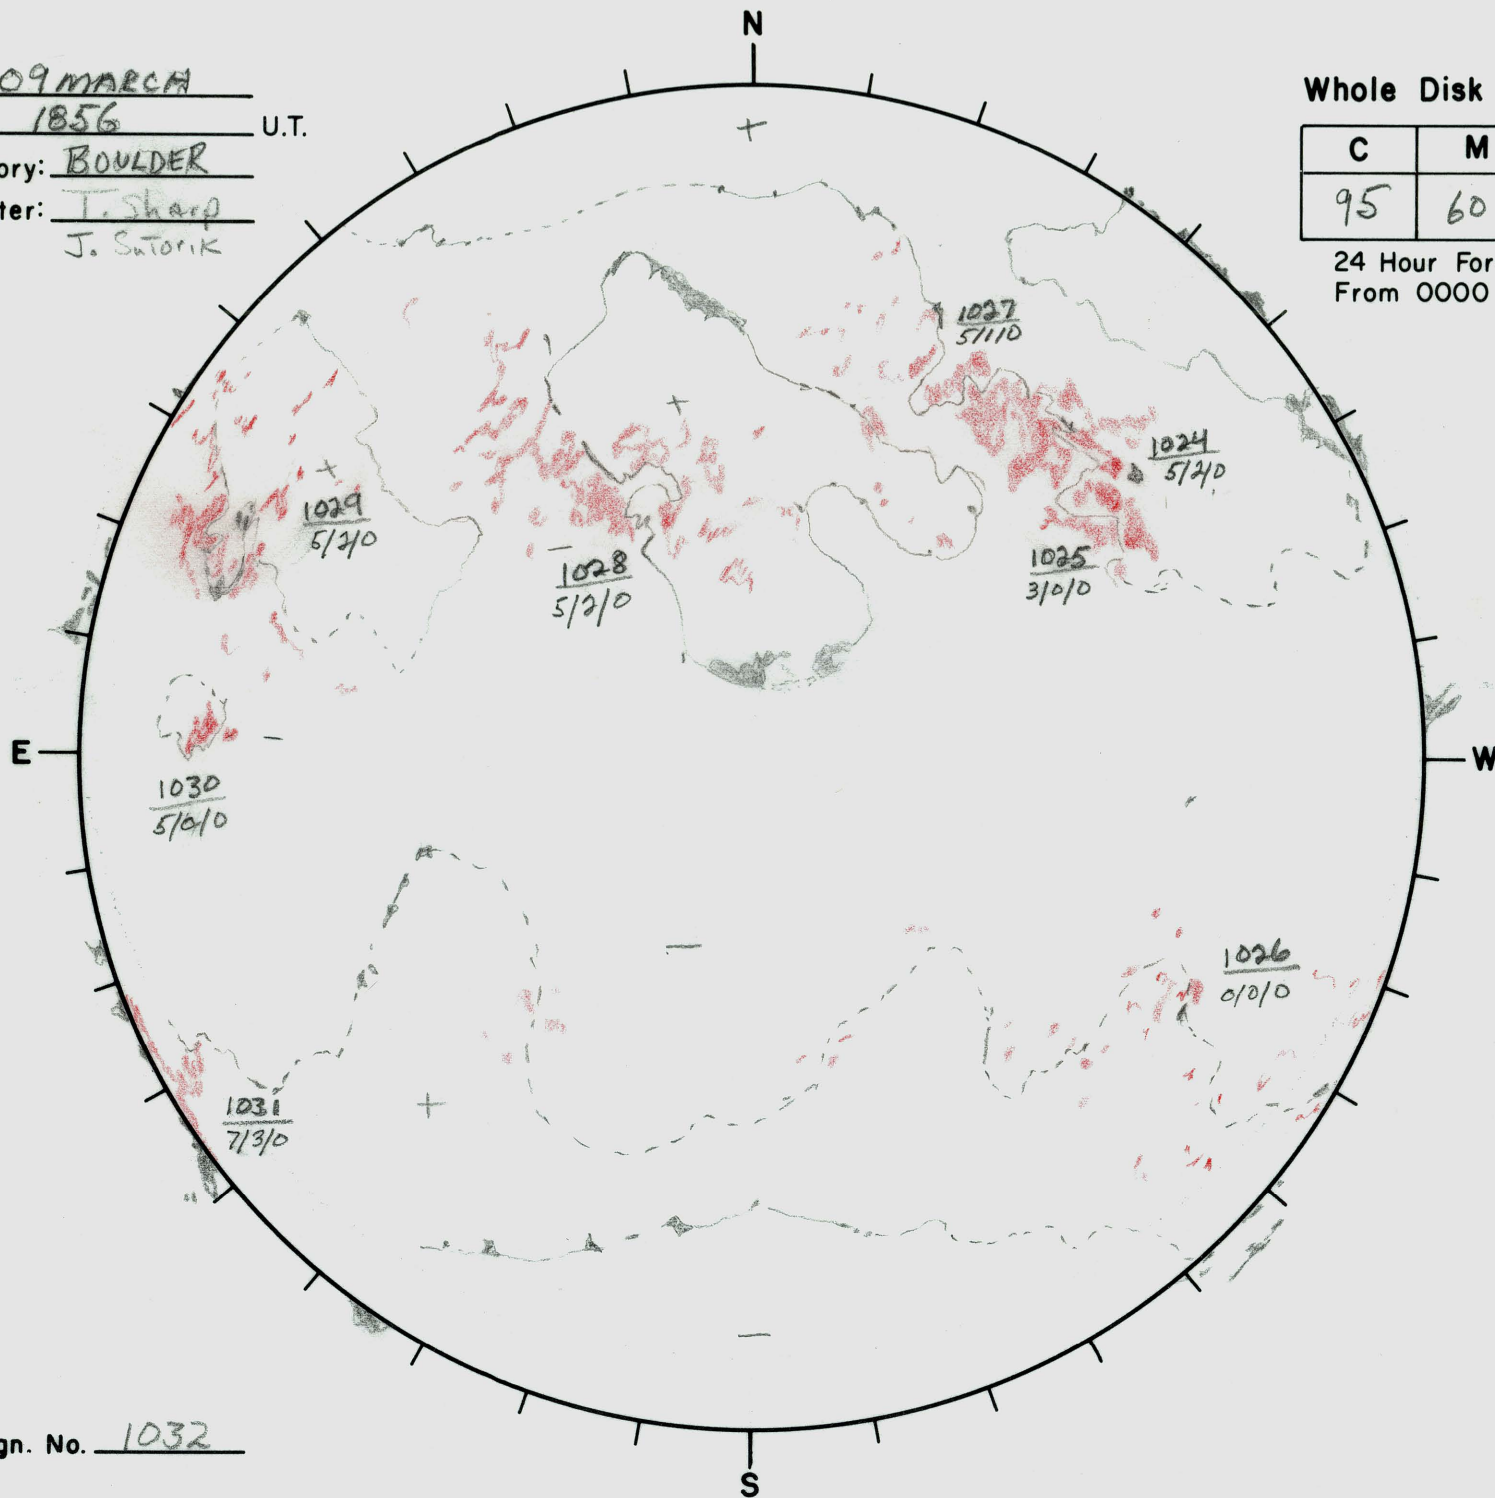 N
09 MARCH
1856 U.T.
ory: BOULDER
ter: T. Sharp
J. SuTorik
Whole Disk
C M
95 60
24 Hour For
From 0000
1027
5/1/0
1024
5/2/0
1029
5/2/0
1028
5/2/0
1025
3/0/0
E
W
1030
5/0/0
1026
0/0/0
1031
7/3/0
gn. No. 1032
S